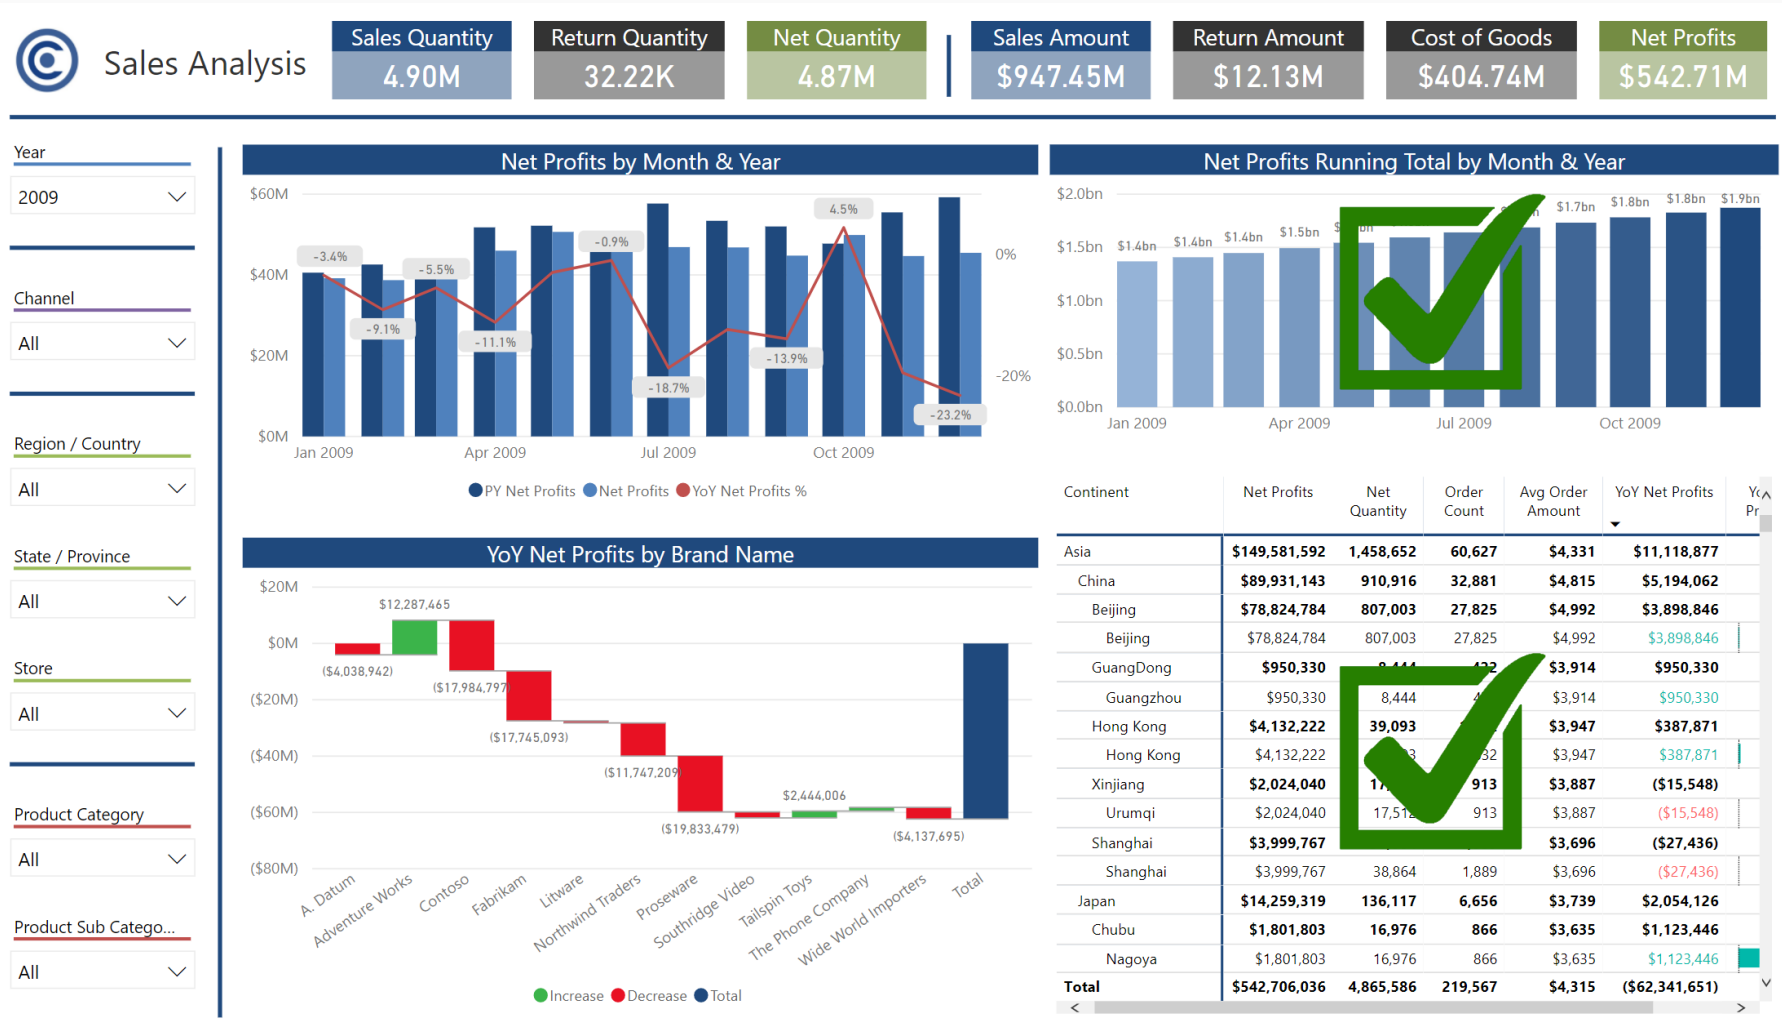 Sales Analysis
Sales Quantity
4.90M
Return Quantity
32.22K
Net Quantity
4.87M
Sales Amount
$947.45M
Return Amount
$12.13M
Cost of Goods
$404.74M
Net Profits
$542.71M
Year
2009
Channel
All
Region / Country
All
State / Province
All
Store
All
Product Category
All
Product Sub Catego...
All
Net Profits by Month & Year
$60M
$40M
$20M
$0M
0%
-20%
-3.4%
-9.1%
-5.5%
-11.1%
-0.9%
-18.7%
-13.9%
4.5%
-23.2%
Jan 2009 Apr 2009 Jul 2009 Oct 2009
PY Net Profits Net Profits YoY Net Profits %
YoY Net Profits by Brand Name
$20M
$0M
($20M)
($40M)
($60M)
($80M)
($4,038,942)
$12,287,465
($17,984,797)
($17,745,093)
($11,747,209)
($19,833,479)
$2,444,006
($4,137,695)
A. Datum
Adventure Works
Contoso
Fabrikam
Litware
Northwind Traders
Proseware
Southridge Video
Tailspin Toys
The Phone Company
Wide World Importers
Total
Increase Decrease Total
Net Profits Running Total by Month & Year
$2.0bn
$1.5bn
$1.0bn
$0.5bn
$0.0bn
$1.4bn $1.4bn $1.4bn $1.5bn $1.7bn $1.8bn $1.8bn $1.9bn
Jan 2009 Apr 2009 Jul 2009 Oct 2009
Continent Net Profits Net Quantity Order Count Avg Order Amount YoY Net Profits
Asia $149,581,592 1,458,652 60,627 $4,331 $11,118,877
China $89,931,143 910,916 32,881 $4,815 $5,194,062
Beijing $78,824,784 807,003 27,825 $4,992 $3,898,846
Beijing $78,824,784 807,003 27,825 $4,992 $3,898,846
GuangDong $950,330 $3,914 $950,330
Guangzhou $950,330 8,444 $3,914 $950,330
Hong Kong $4,132,222 39,093 $3,947 $387,871
Hong Kong $4,132,222 $3,947 $387,871
Xinjiang $2,024,040 913 $3,887 ($15,548)
Urumqi $2,024,040 17,512 913 $3,887 ($15,548)
Shanghai $3,999,767 $3,696 ($27,436)
Shanghai $3,999,767 38,864 1,889 $3,696 ($27,436)
Japan $14,259,319 136,117 6,656 $3,739 $2,054,126
Chubu $1,801,803 16,976 866 $3,635 $1,123,446
Nagoya $1,801,803 16,976 866 $3,635 $1,123,446
Total $542,706,036 4,865,586 219,567 $4,315 ($62,341,651)